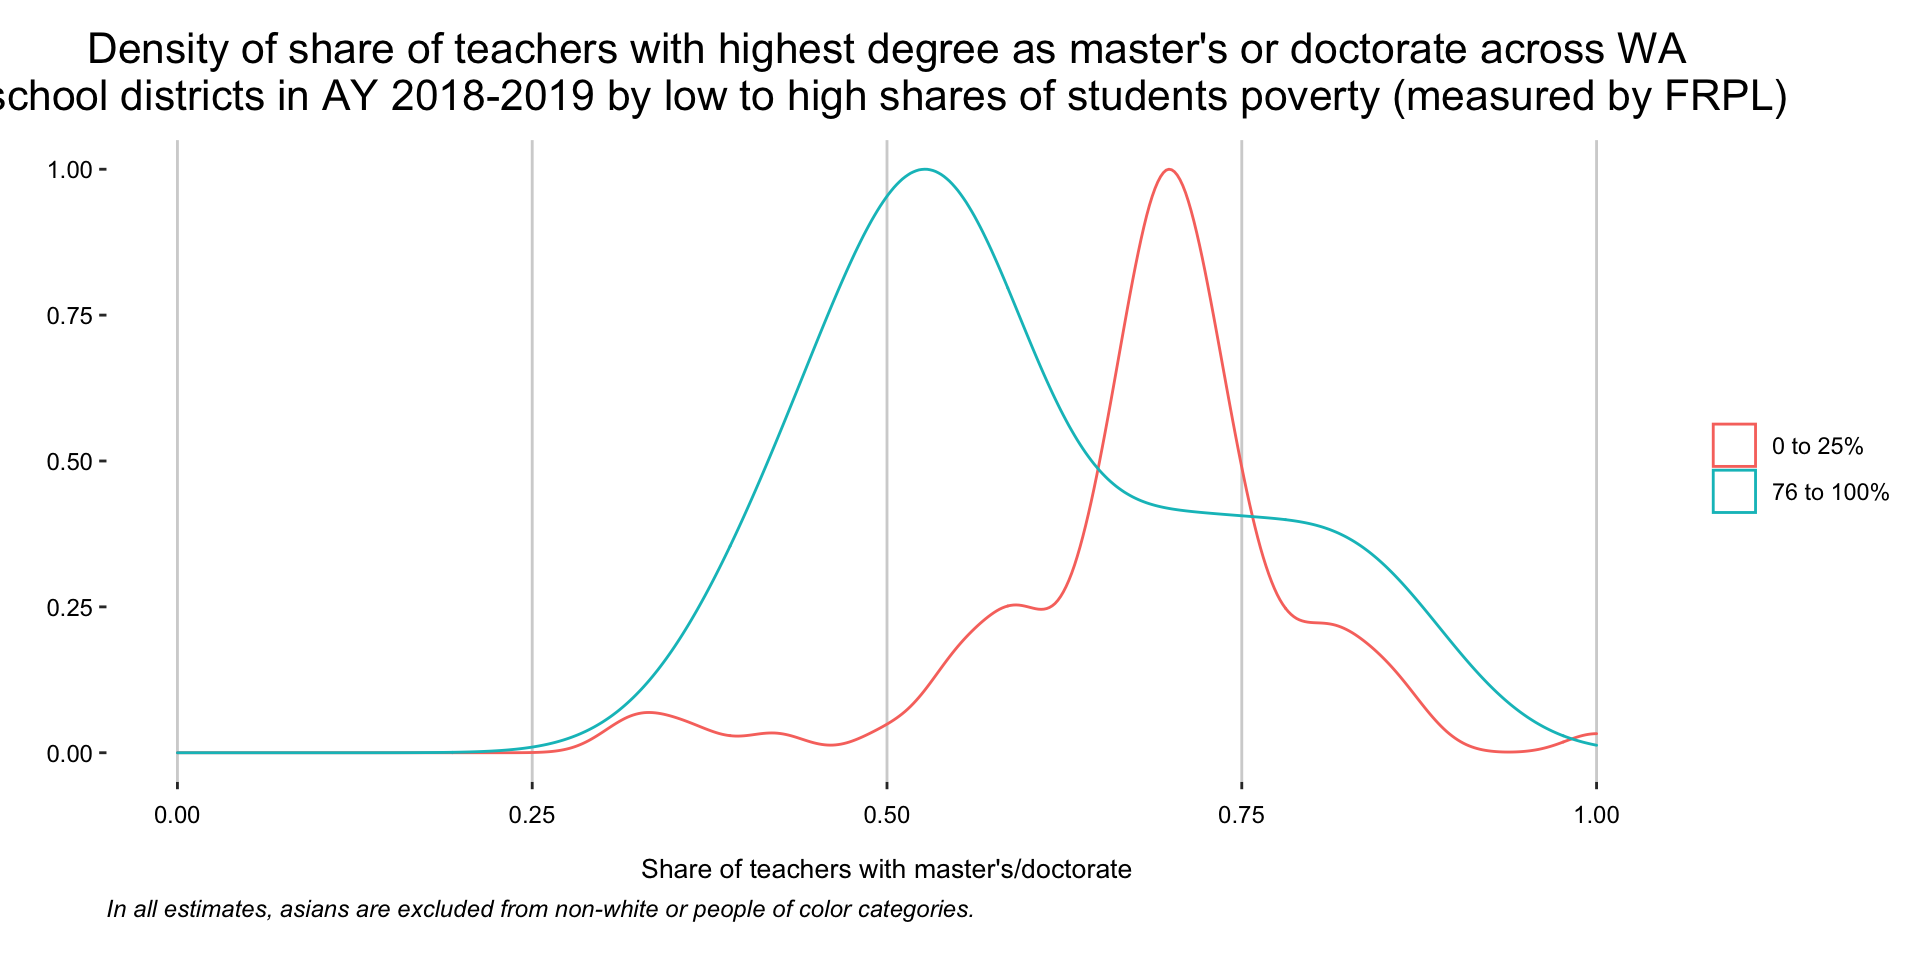 Density of share of teachers with highest degree as master's or doctorate across WA
school districts in AY 2018-2019 by low to high shares of students poverty (measured by FRPL)
1.00
0.75
0.50
0.25
0.00
0 to 25%
76 to 100%
0.00 0.25 0.50 0.75 1.00
Share of teachers with master's/doctorate
In all estimates, asians are excluded from non-white or people of color categories.